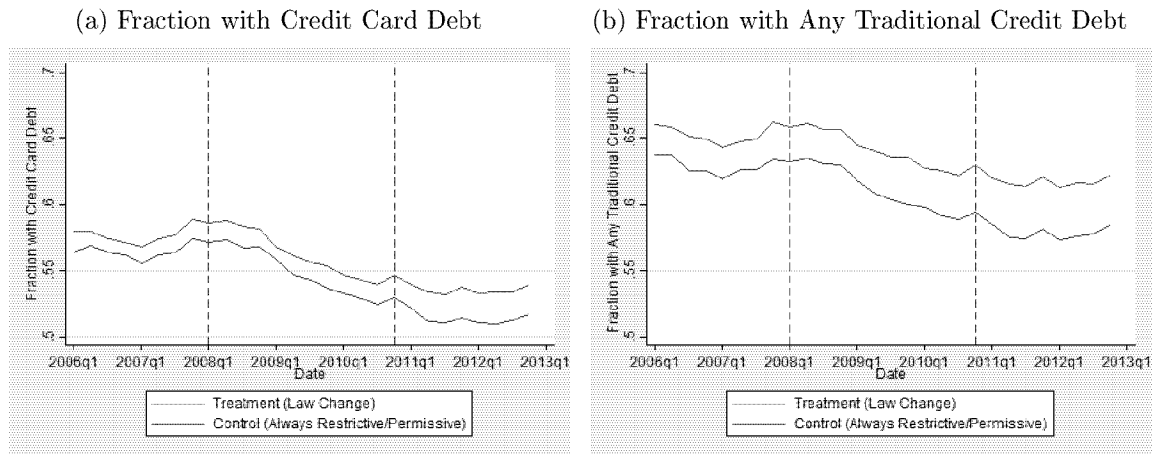 (a) Fraction with Credit Card Debt
(b) Fraction with Any Traditional Credit Debt
Fraction with Credit Card Debt
.7
.65
.6
.55
.5
2006q1 2007q1 2008q1 2009q1 2010q1 2011q1 2012q1 2013q1
Date
Treatment (Law Change)
Control (Always Restrictive/Permissive)
Fraction with Any Traditional Credit Debt
.7
.65
.6
.55
.5
2006q1 2007q1 2008q1 2009q1 2010q1 2011q1 2012q1 2013q1
Date
Treatment (Law Change)
Control (Always Restrictive/Permissive)